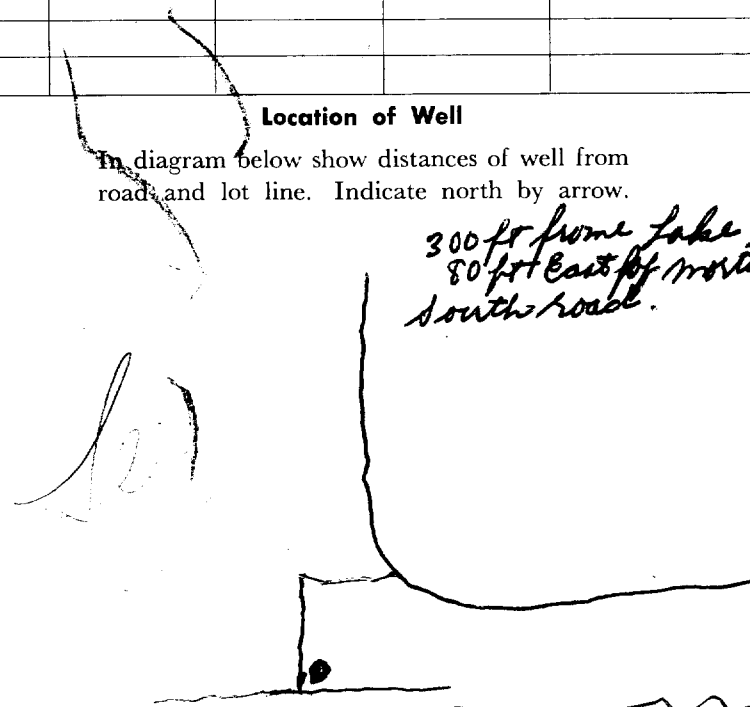 Location of Well
In diagram below show distances of well from
road and lot line. Indicate north by arrow.
300 ft frome Lake
80 ft East of
South road.